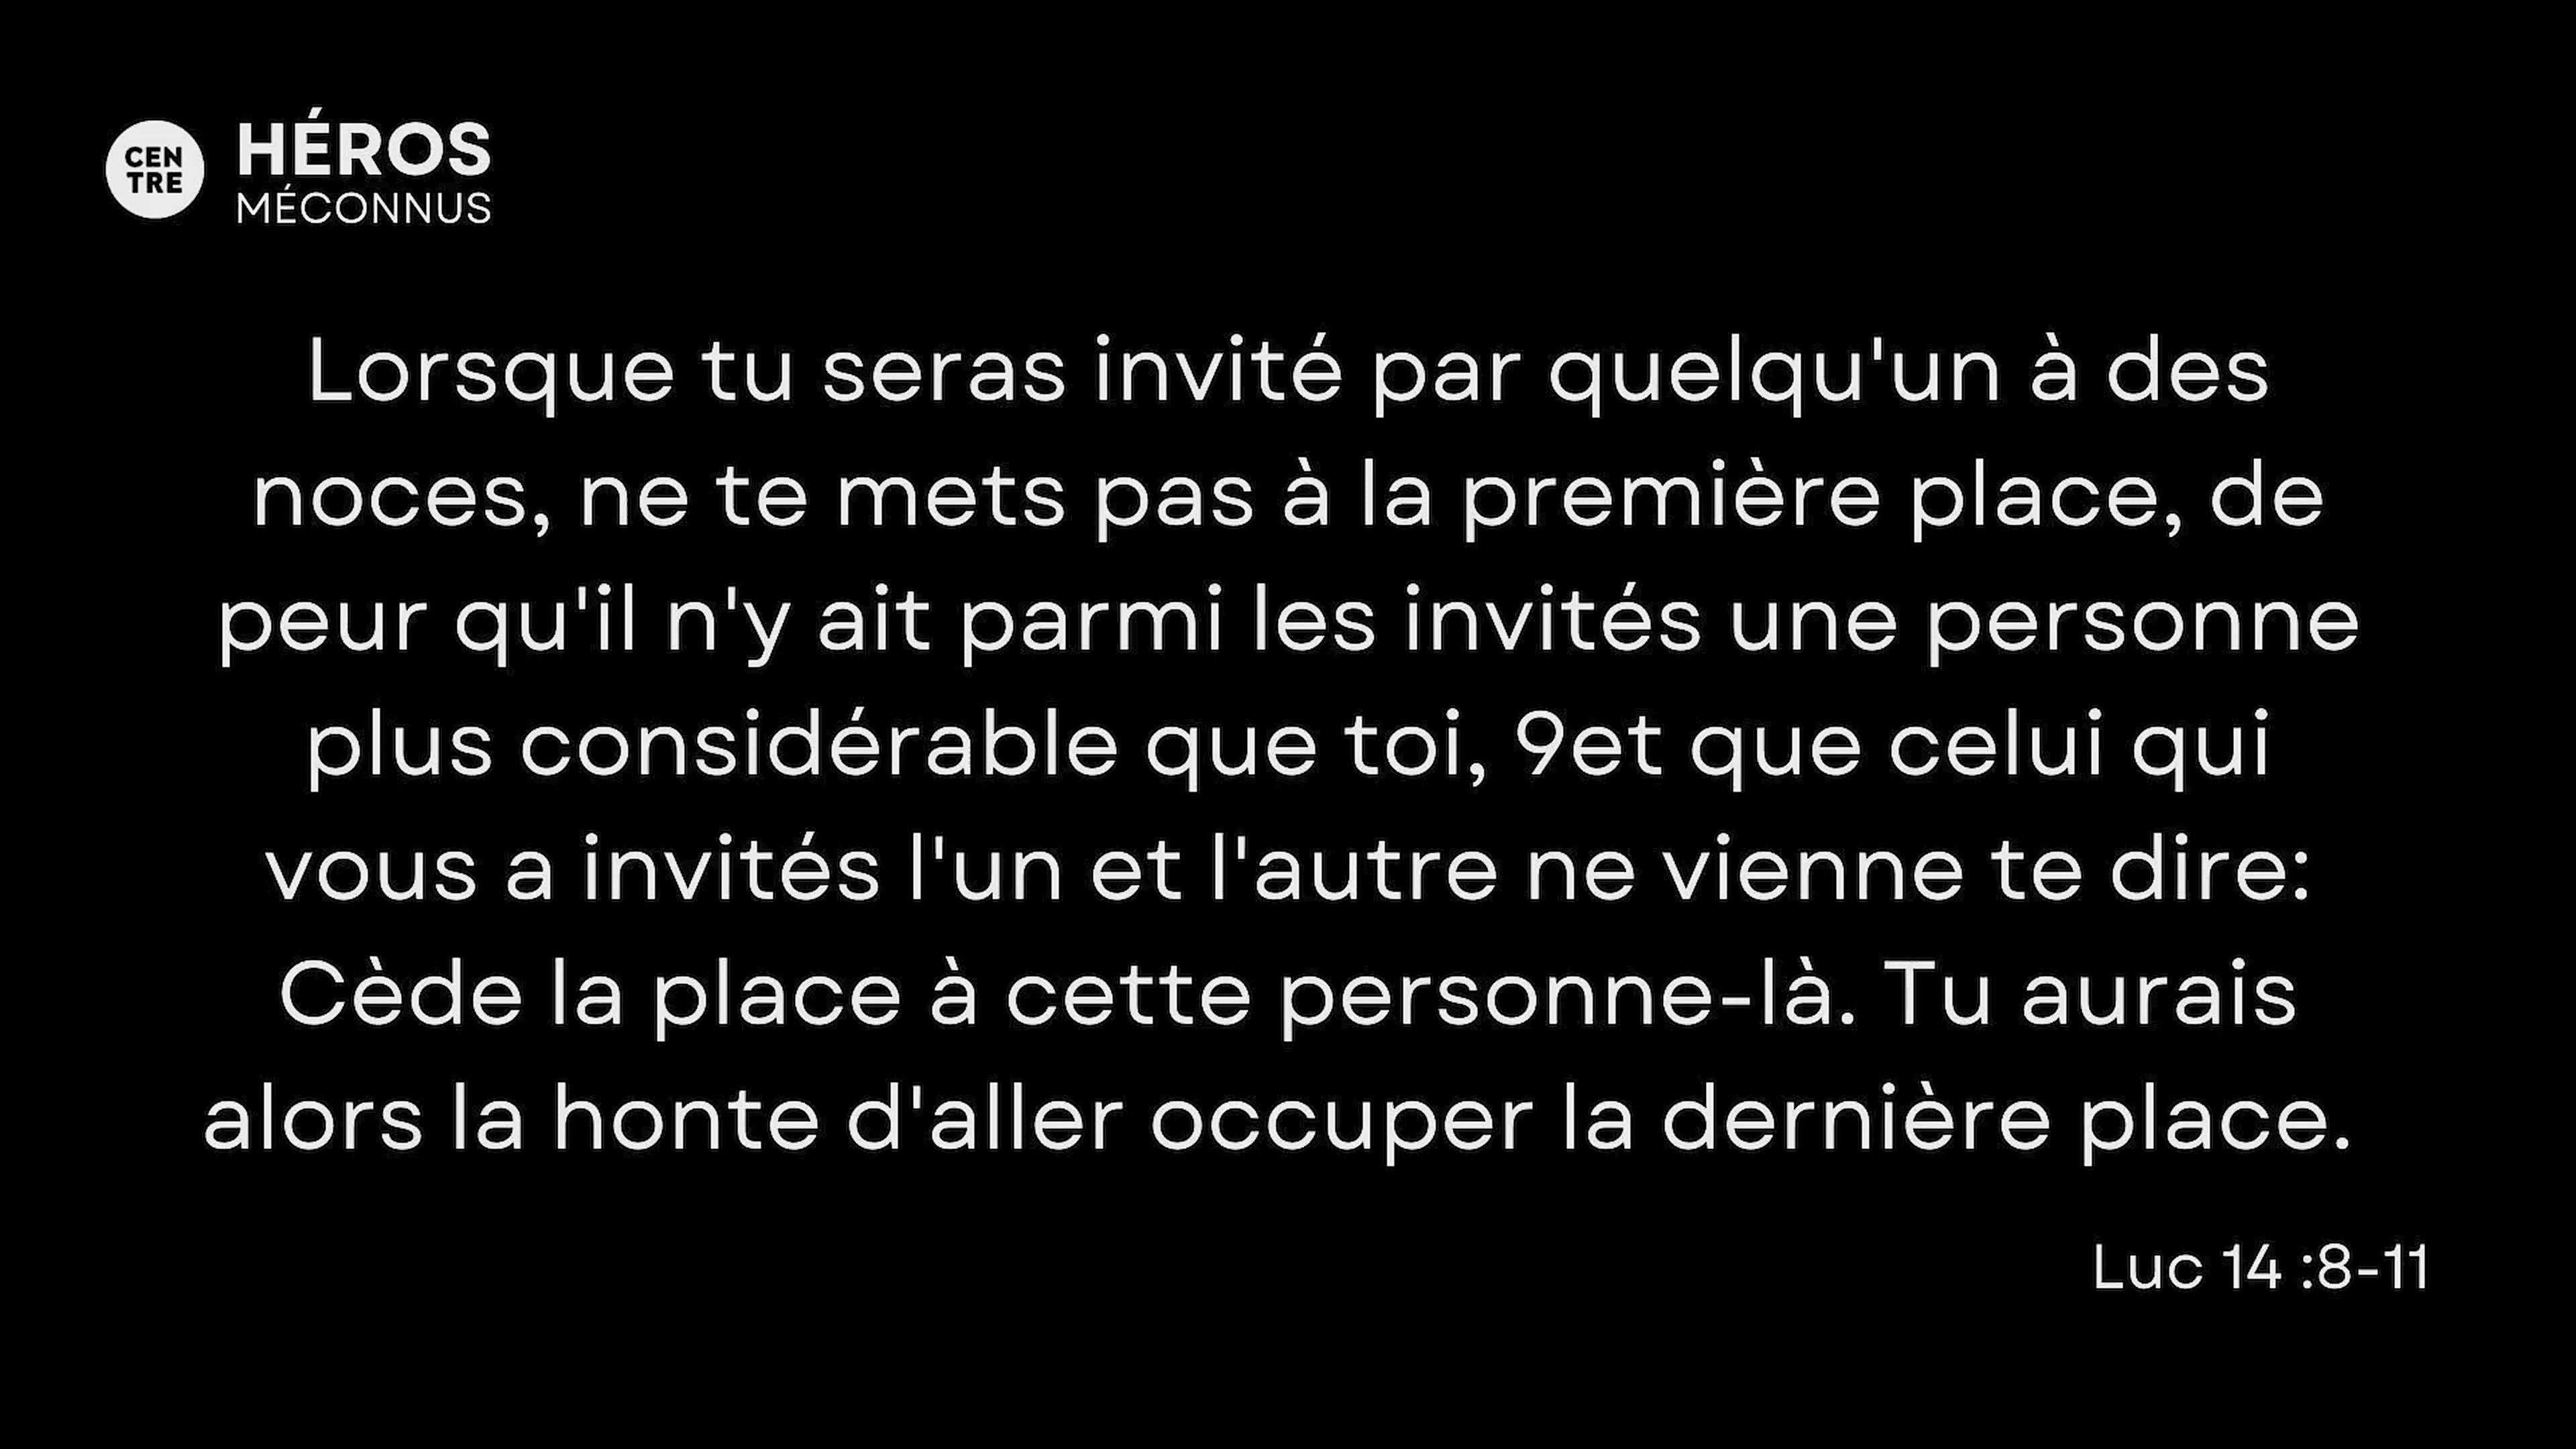 CEN
TRE
HÉROS
MÉCONNUS
Lorsque tu seras invité par quelqu'un à des
noces, ne te mets pas à la première place, de
peur qu'il n'y ait parmi les invités une personne
plus considérable que toi, 9et que celui qui
vous a invités l'un et l'autre ne vienne te dire:
Cède la place à cette personne-là. Tu aurais
alors la honte d'aller occuper la dernière place.
Luc 14 :8-11